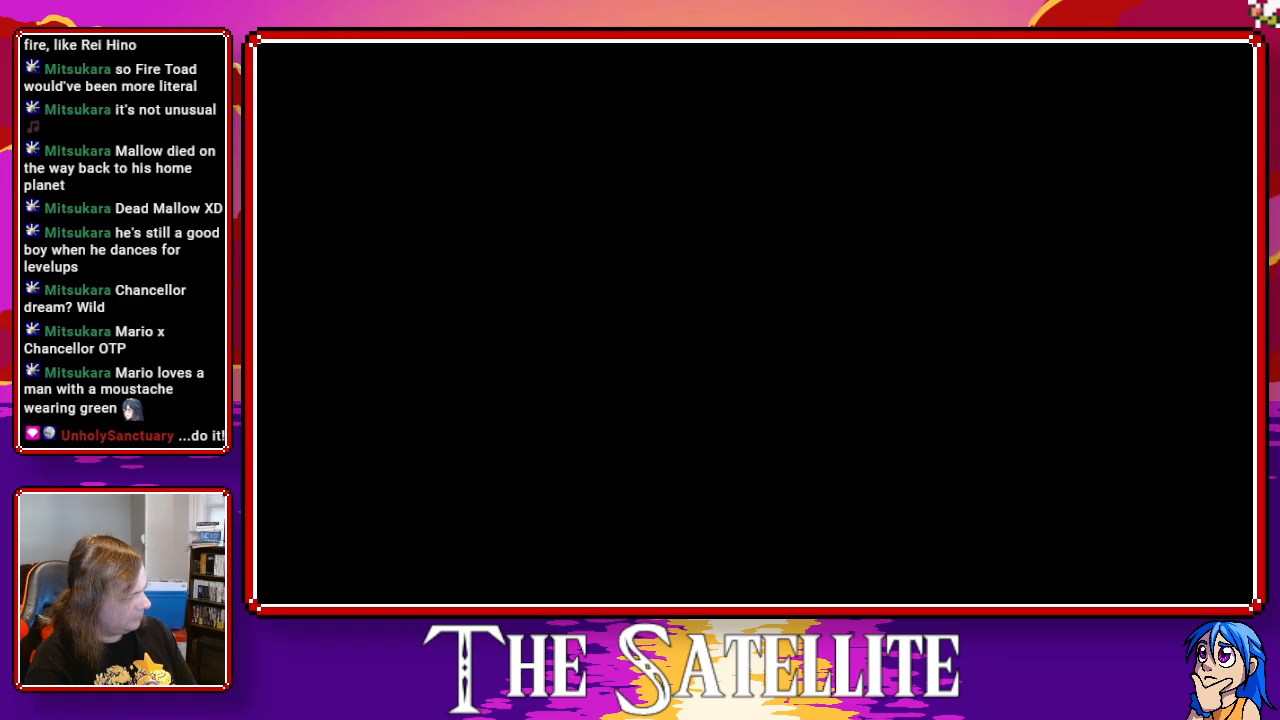 fire, like Rei Hino
Mitsukara so Fire Toad
would've been more literal
Mitsukara it's not unusual
Mitsukara Mallow died on
the way back to his home
planet
Mitsukara Dead Mallow XD
Mitsukara he's still a good
boy when he dances for
levelups
Mitsukara Chancellor
dream? Wild
Mitsukara Mario x
Chancellor OTP
Mitsukara Mario loves a
man with a moustache
wearing green
UnholySanctuary ...do it!
THE SATELLITE